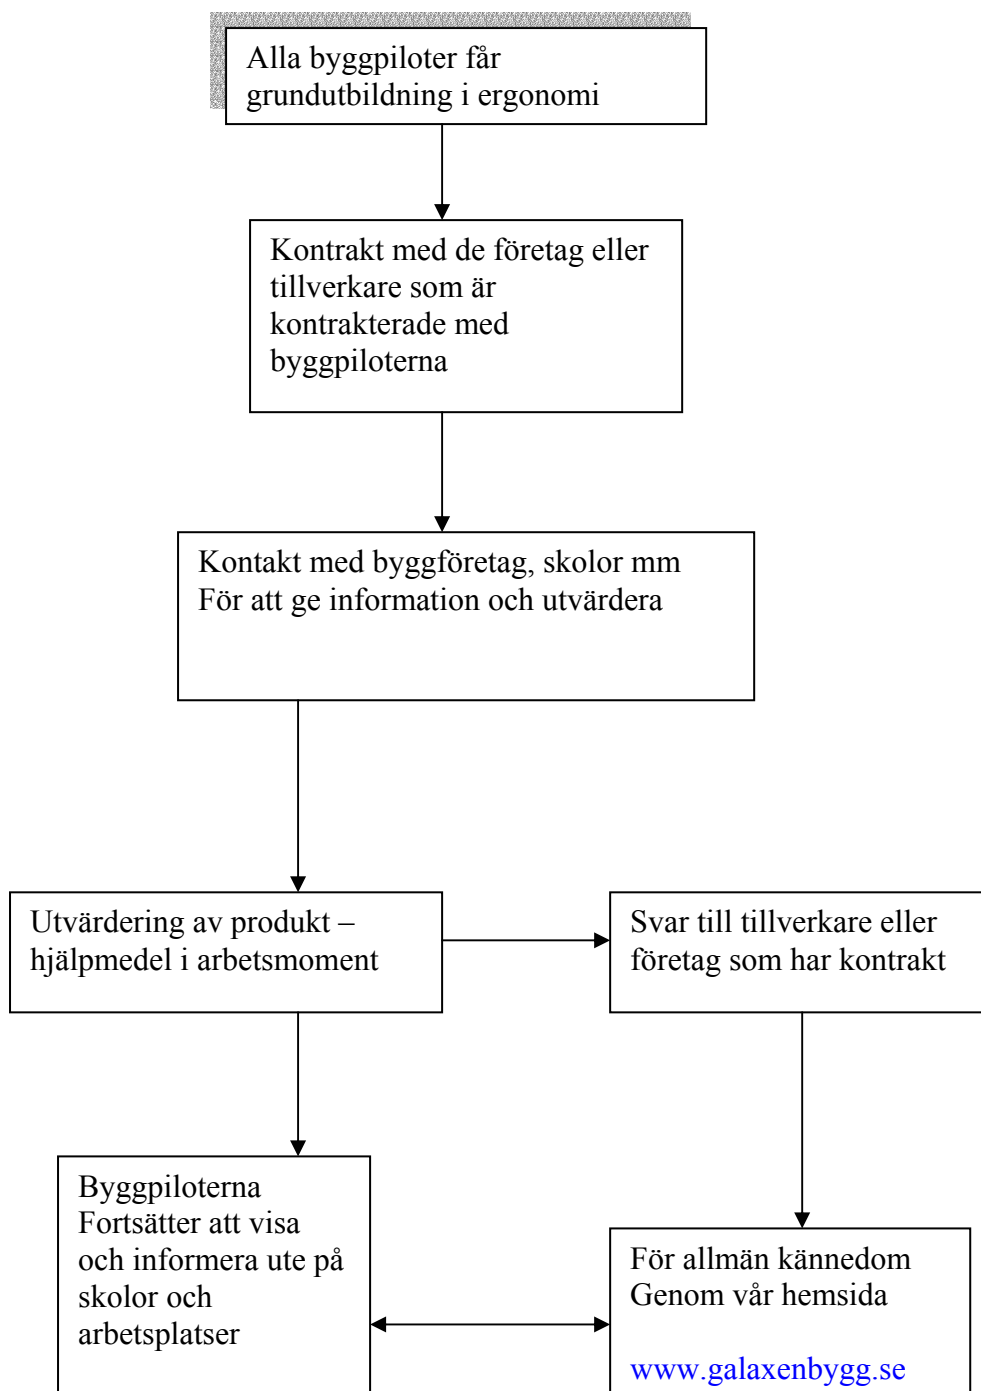 Alla byggpiloter får
grundutbildning i ergonomi
Kontrakt med de företag eller
tillverkare som är
kontrakterade med
byggpiloterna
Kontakt med byggföretag, skolor mm
För att ge information och utvärdera
Utvärdering av produkt –
hjälpmedel i arbetsmoment
Svar till tillverkare eller
företag som har kontrakt
Byggpiloterna
Fortsätter att visa
och informera ute på
skolor och
arbetsplatser
För allmän kännedom
Genom vår hemsida
www.galaxenbygg.se